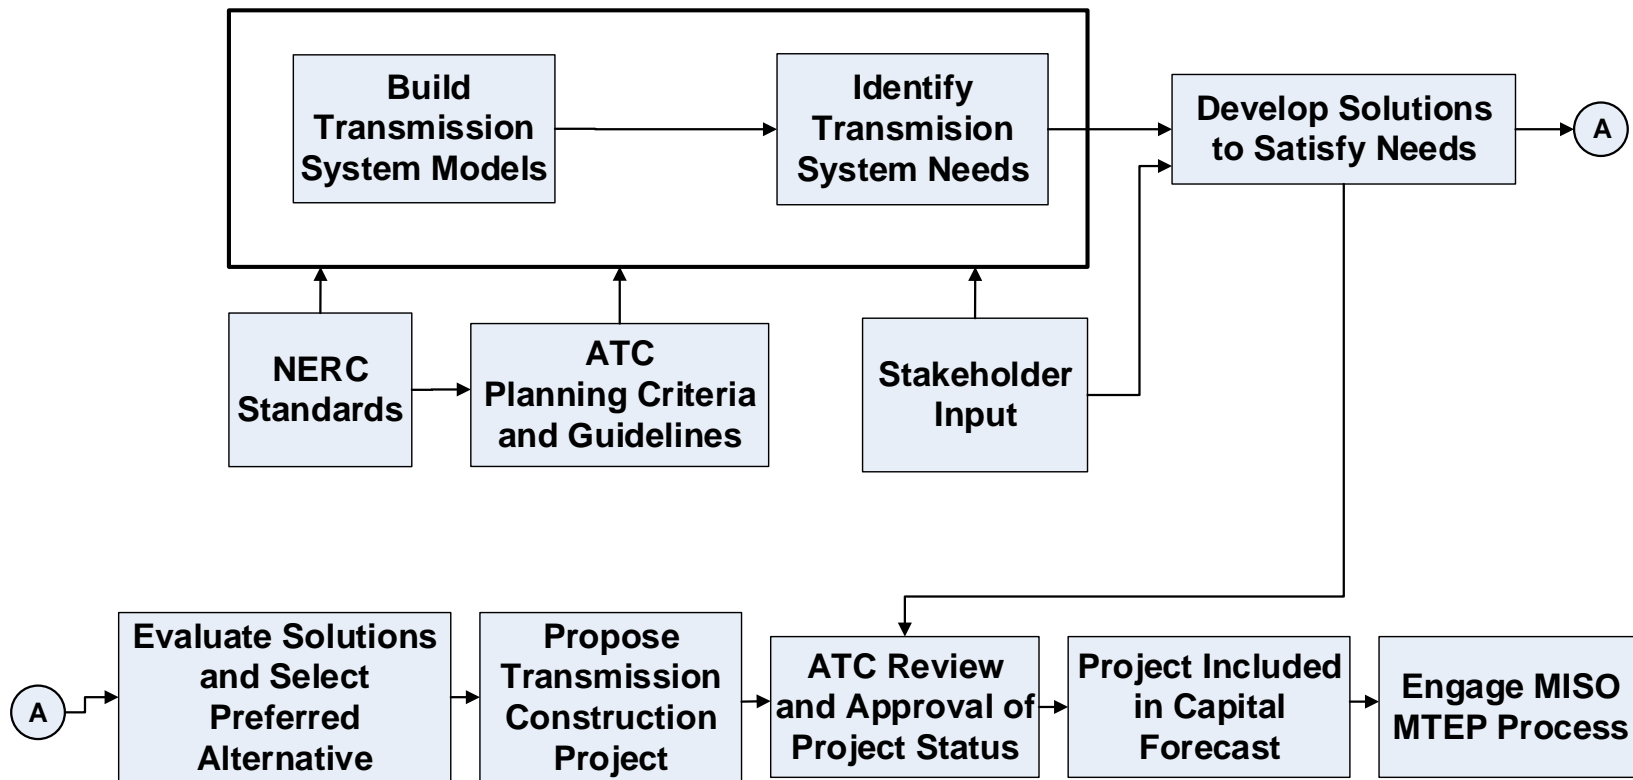 Build
Transmission
System Models
Identify
Transmision
System Needs
Develop Solutions
to Satisfy Needs
A
NERC
Standards
ATC
Planning Criteria
and Guidelines
Stakeholder
Input
A
Evaluate Solutions
and Select
Preferred
Alternative
Propose
Transmission
Construction
Project
ATC Review
and Approval of
Project Status
Project Included
in Capital
Forecast
Engage MISO
MTEP Process